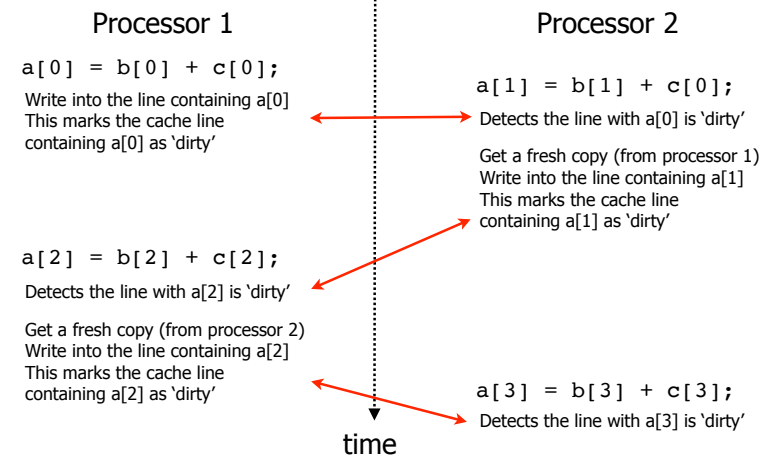 Processor 1
a[0] = b[0] + c[0];
Write into the line containing a[0]
This marks the cache line
containing a[0] as ‘dirty’
a[2] = b[2] + c[2];
Detects the line with a[2] is ‘dirty’
Get a fresh copy (from processor 2)
Write into the line containing a[2]
This marks the cache line
containing a[2] as ‘dirty’
Processor 2
a[1] = b[1] + c[0];
Detects the line with a[0] is ‘dirty’
Get a fresh copy (from processor 1)
Write into the line containing a[1]
This marks the cache line
containing a[1] as ‘dirty’
a[3] = b[3] + c[3];
Detects the line with a[3] is ‘dirty’
time